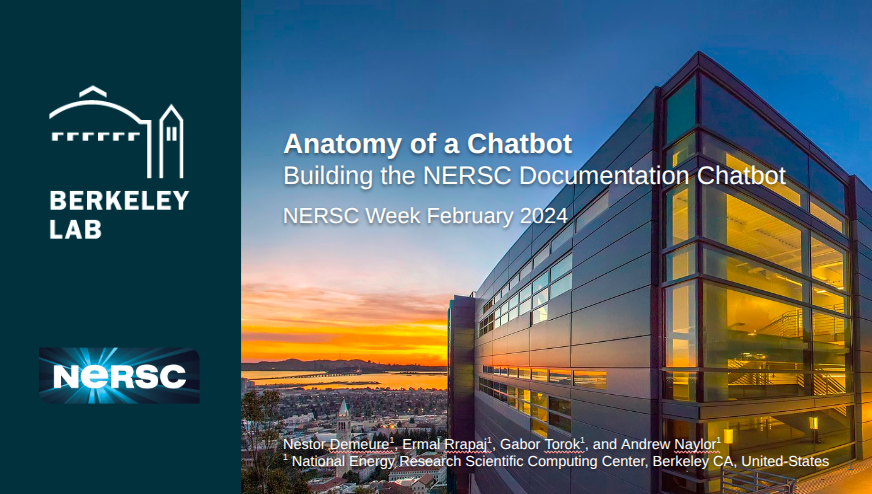 BERKELEY
LAB
NERSC
Anatomy of a Chatbot
Building the NERSC Documentation Chatbot
NERSC Week February 2024
Nestor Demeure¹, Ermal Rrapaj¹, Gabor Torok¹, and Andrew Naylor¹
¹ National Energy Research Scientific Computing Center, Berkeley CA, United-States